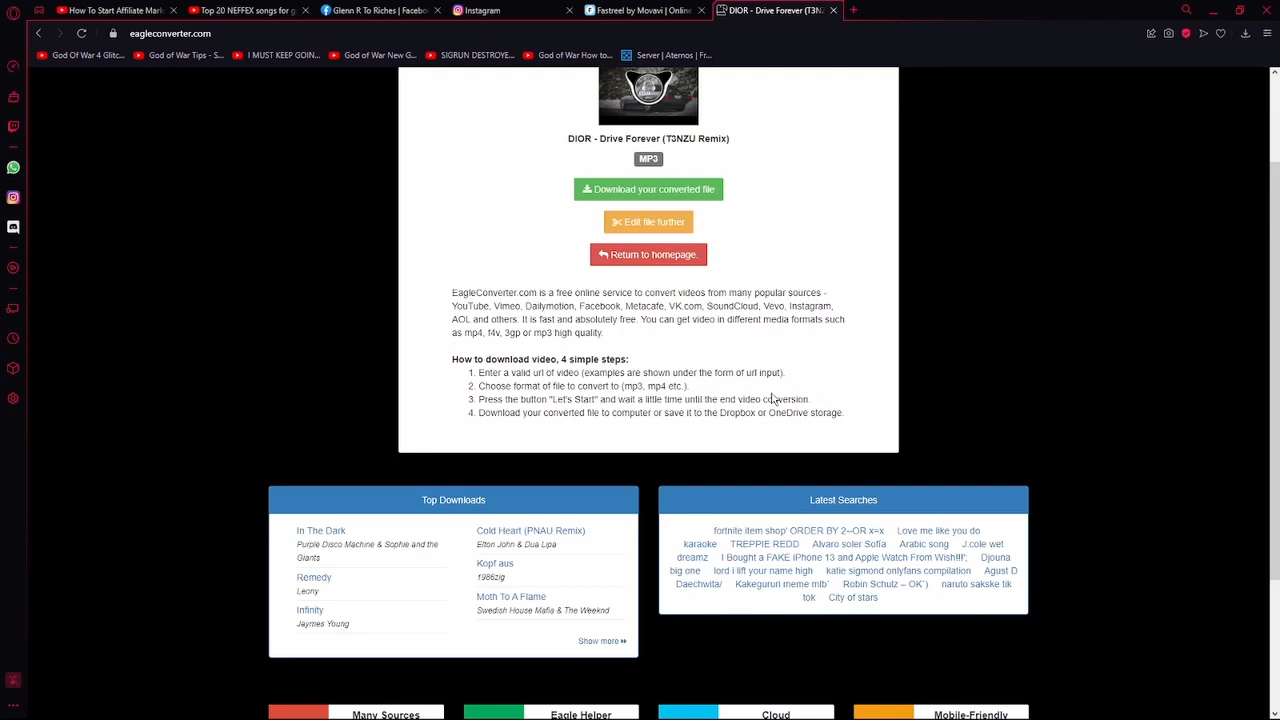 How To Start Affiliate Mark
Top 20 NEFFEX songs for g
Glenn R To Riches | Facebo
Instagram
Fastreel by Movavi | Online
DIOR - Drive Forever (T3NZ
eagleconverter.com
God Of War 4 Glitc...
God of War Tips - S...
I MUST KEEP GOIN...
God of War New G...
SIGRUN DESTROYE...
God of War How to...
Server | Aternos | Fr...
DIOR - Drive Forever (T3NZU Remix)
MP3
Download your converted file
Edit file further
Return to homepage.
EagleConverter.com is a free online service to convert videos from many popular sources -
YouTube, Vimeo, Dailymotion, Facebook, Metacafe, VK.com, SoundCloud, Vevo, Instagram,
AOL and others. It is fast and absolutely free. You can get video in different media formats such
as mp4, f4v, 3gp or mp3 high quality.
How to download video, 4 simple steps:
1. Enter a valid url of video (examples are shown under the form of url input).
2. Choose format of file to convert to (mp3, mp4 etc.).
3. Press the button "Let's Start" and wait a little time until the end video conversion.
4. Download your converted file to computer or save it to the Dropbox or OneDrive storage.
Top Downloads
In The Dark
Purple Disco Machine & Sophie and the
Giants
Remedy
Leony
Infinity
Jaymes Young
Cold Heart (PNAU Remix)
Elton John & Dua Lipa
Kopf aus
1986zig
Moth To A Flame
Swedish House Mafia & The Weeknd
Show more
Latest Searches
fortnite item shop' ORDER BY 2--OR x=x Love me like you do
karaoke TREPPIE REDD Alvaro soler Sofia Arabic song J.cole wet
dreamz I Bought a FAKE iPhone 13 and Apple Watch From Wish!!!'; Djouna
big one lord i lift your name high katie sigmond onlyfans compilation Agust D
Daechwita/ Kakegururi meme mlb` Robin Schulz – OK`) naruto sakske tik
tok City of stars
Many Sources
Eagle Helper
Cloud
Mobile-Friendly